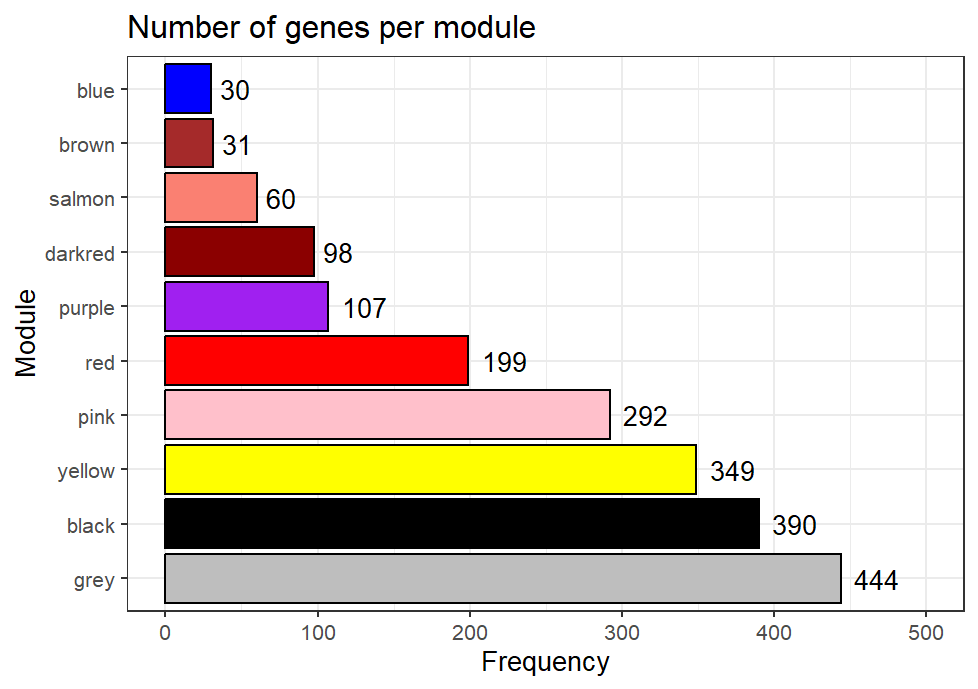 Number of genes per module
Module
blue 30
brown 31
salmon 60
darkred 98
purple 107
red 199
pink 292
yellow 349
black 390
grey 444
0 100 200 300 400 500
Frequency